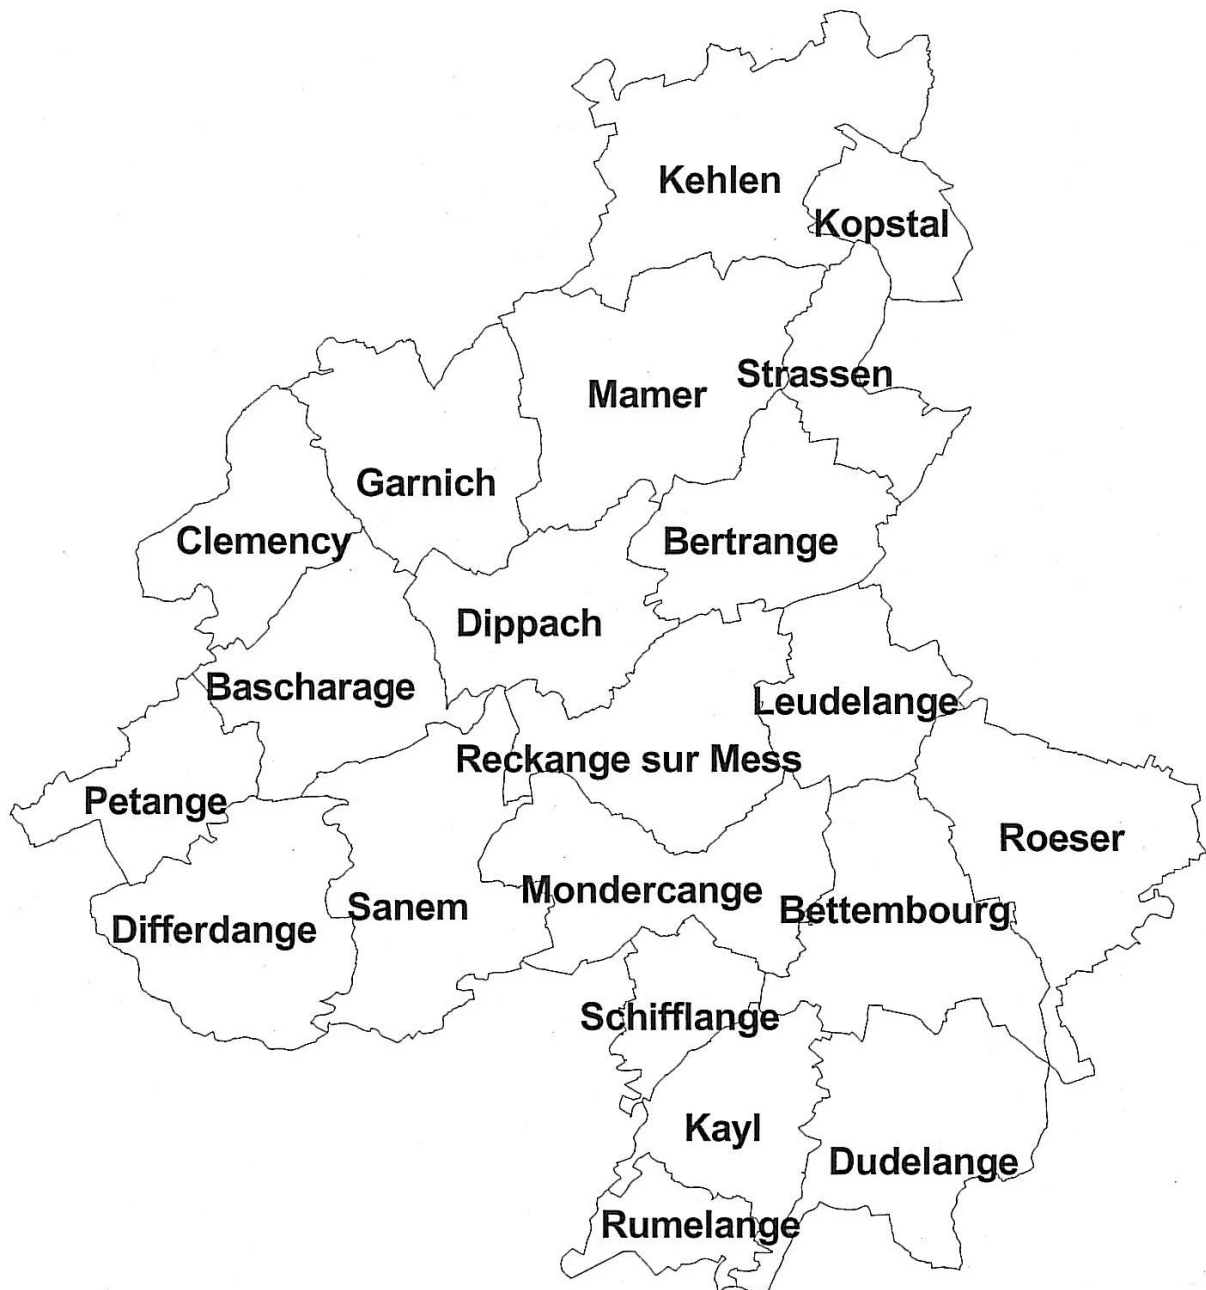 Kehlen
Kopstal
Strassen
Mamer
Garnich
Clemency
Bertrange
Dippach
Bascharage
Leudelange
Reckange sur Mess
Petange
Roeser
Mondercange
Sanem
Bettembourg
Differdange
Schifflange
Kayl
Dudelange
Rumelange